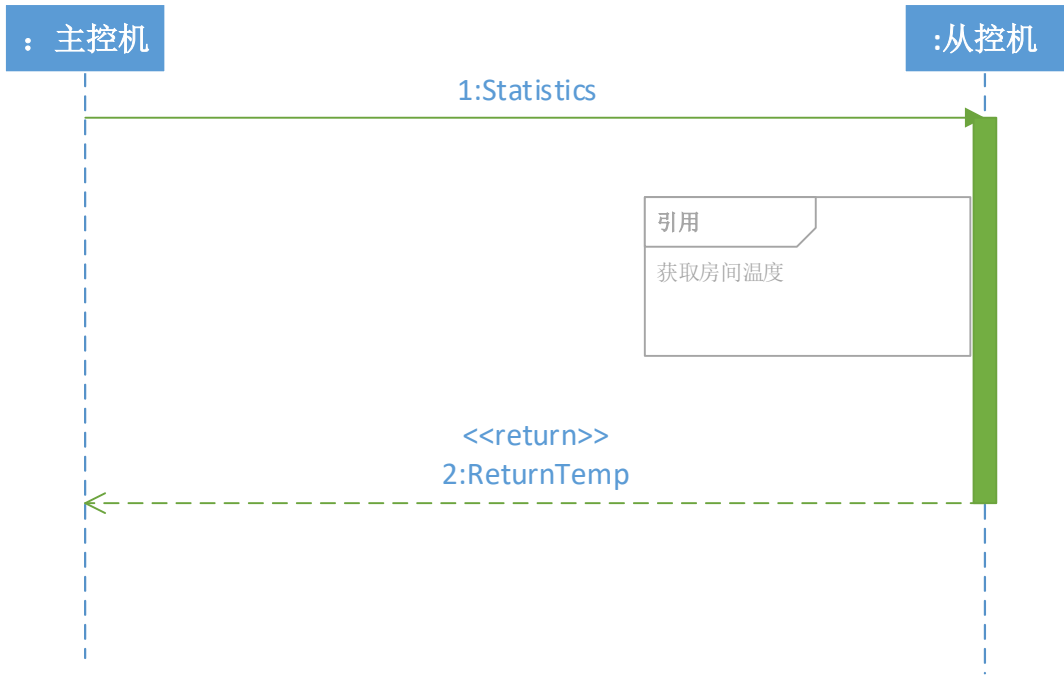 ：主控机
:从控机
1:Statistics
引用
获取房间温度
<<return>>
2:ReturnTemp